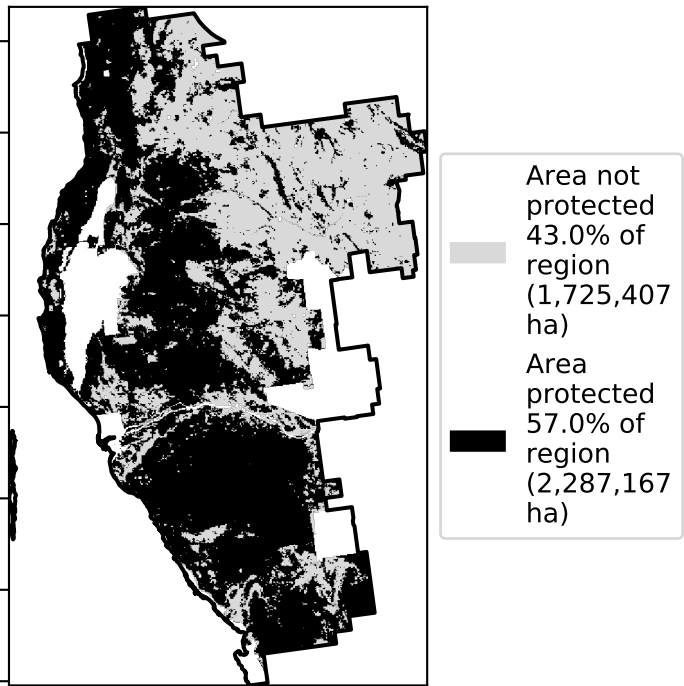 Area not
protected
43.0% of
region
(1,725,407
ha)
Area
protected
57.0% of
region
(2,287,167
ha)